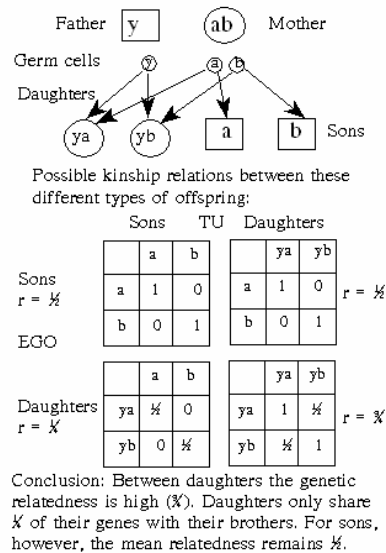 Father y ab Mother
Germ cells y a b
Daughters
ya yb a b Sons
Possible kinship relations between these
different types of offspring:
Sons TU Daughters
a b ya yb
Sons a 1 0 a 1 0
r = ½ r = ½
b 0 1 b 0 1
EGO
a b ya yb
Daughters ya ½ 0 ya 1 ½
r = ¼ r = ¾
yb 0 ½ yb ½ 1
Conclusion: Between daughters the genetic
relatedness is high (¾). Daughters only share
¼ of their genes with their brothers. For sons,
however, the mean relatedness remains ½.